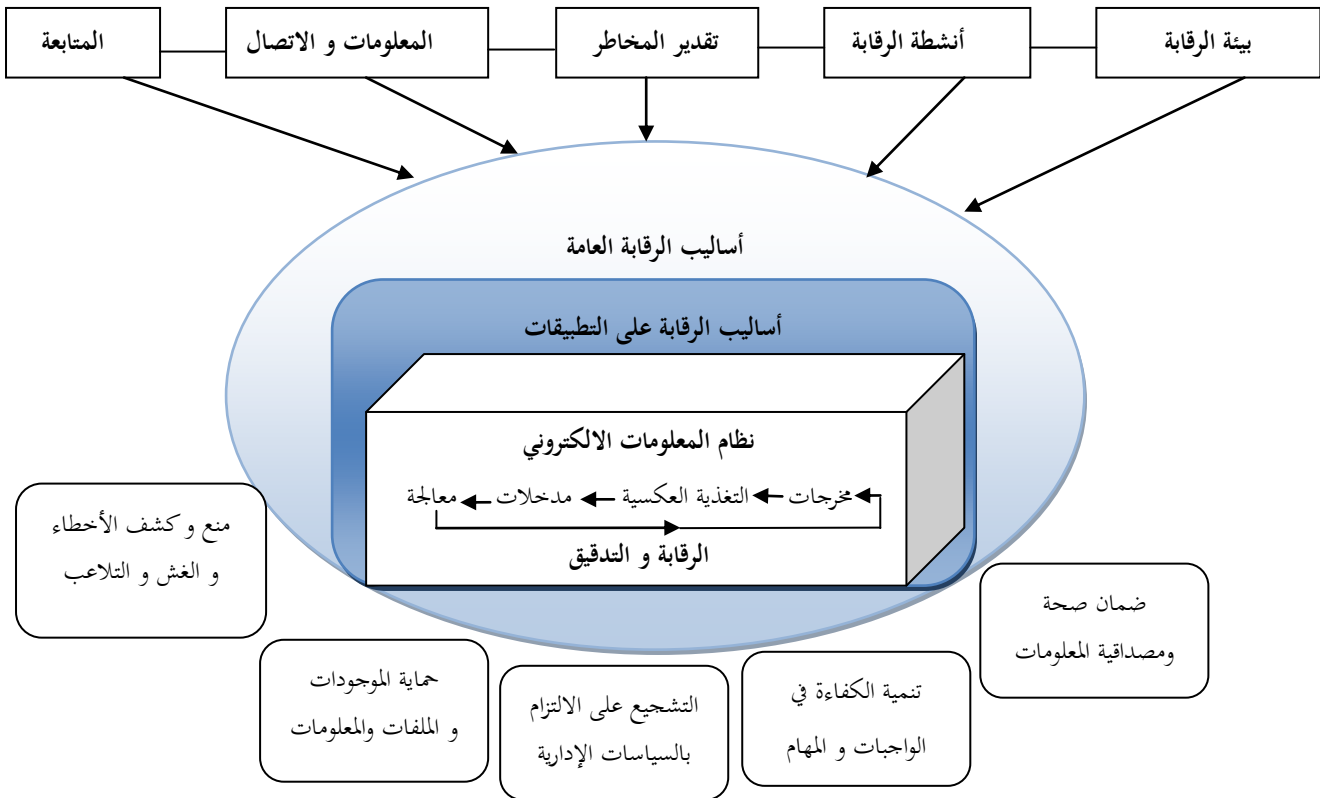 بيئة الرقابة
أنشطة الرقابة
تقدير المخاطر
المعلومات و الاتصال
المتابعة
أساليب الرقابة العامة
أساليب الرقابة على التطبيقات
نظام المعلومات الالكتروني
مخرجات التغذية العكسية مدخلات معالجة
الرقابة و التدقيق
ضمان صحة
ومصداقية المعلومات
تنمية الكفاءة في
الواجبات و المهام
التشجيع على الالتزام
بالسياسات الإدارية
حماية الموجودات
و الملفات والمعلومات
منع و كشف الأخطاء
و الغش و التلاعب